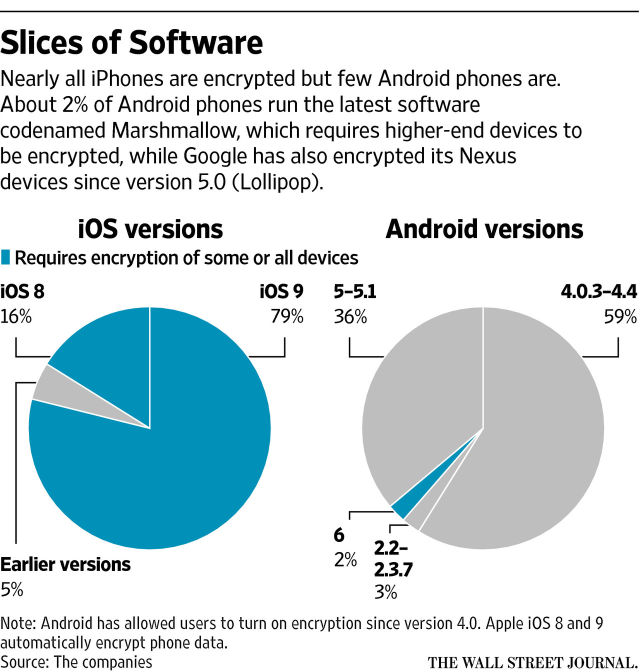 Slices of Software
Nearly all iPhones are encrypted but few Android phones are.
About 2% of Android phones run the latest software
codenamed Marshmallow, which requires higher-end devices to
be encrypted, while Google has also encrypted its Nexus
devices since version 5.0 (Lollipop).
iOS versions
Android versions
Requires encryption of some or all devices
iOS 8
16%
iOS 9
79%
Earlier versions
5%
5–5.1
36%
4.0.3–4.4
59%
6
2%
2.2–
2.3.7
3%
Note: Android has allowed users to turn on encryption since version 4.0. Apple iOS 8 and 9
automatically encrypt phone data.
Source: The companies
THE WALL STREET JOURNAL.